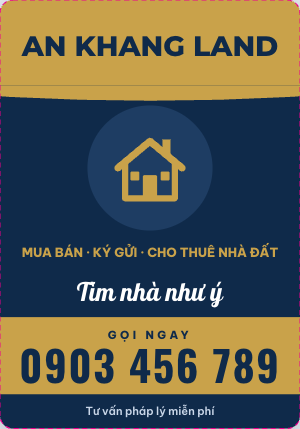 AN KHANG LAND
MUA BÁN · KÝ GỬI · CHO THUÊ NHÀ ĐẤT
Tìm nhà như ý
GỌI NGAY
0903 456 789
Tư vấn pháp lý miễn phí